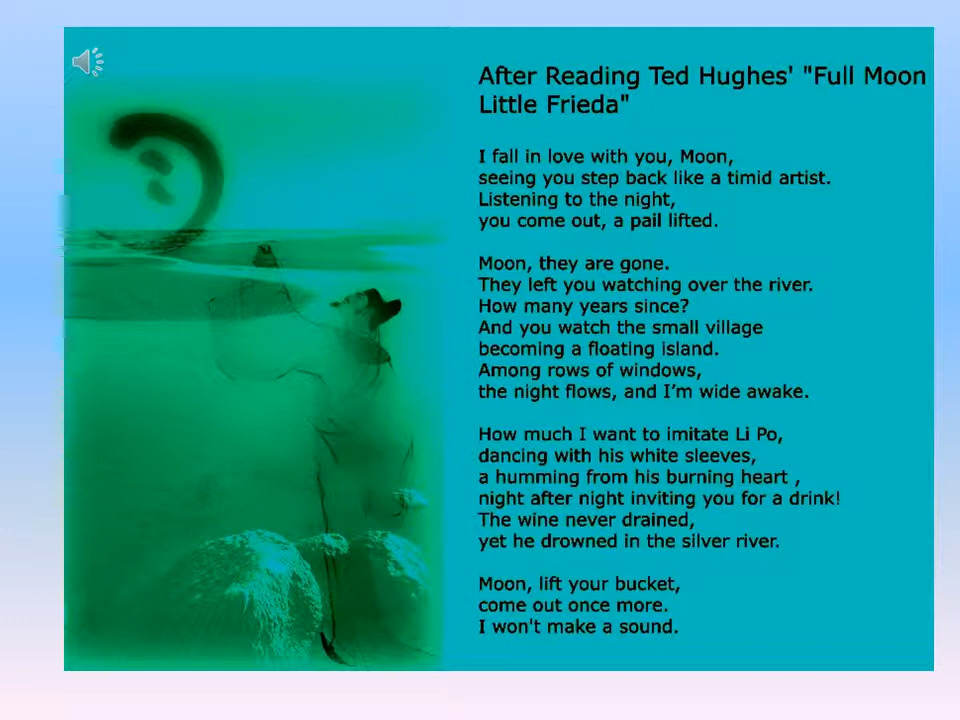 After Reading Ted Hughes' "Full Moon
Little Frieda"
I fall in love with you, Moon,
seeing you step back like a timid artist.
Listening to the night,
you come out, a pail lifted.
Moon, they are gone.
They left you watching over the river.
How many years since?
And you watch the small village
becoming a floating island.
Among rows of windows,
the night flows, and I’m wide awake.
How much I want to imitate Li Po,
dancing with his white sleeves,
a humming from his burning heart ,
night after night inviting you for a drink!
The wine never drained,
yet he drowned in the silver river.
Moon, lift your bucket,
come out once more.
I won't make a sound.